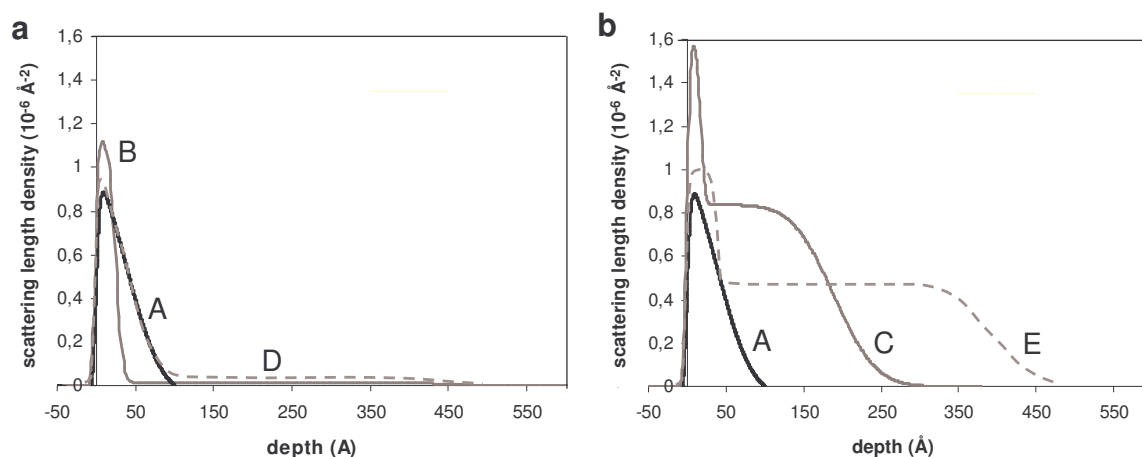 a
scattering length density (10⁻⁶ Å⁻²)
1,6
1,4
1,2
1
0,8
0,6
0,4
0,2
0
B
A
D
-50 50 150 250 350 450 550
depth (A)
b
scattering length density (10⁻⁶ Å⁻²)
1,6
1,4
1,2
1
0,8
0,6
0,4
0,2
0
A
C
E
-50 50 150 250 350 450 550
depth (Å)